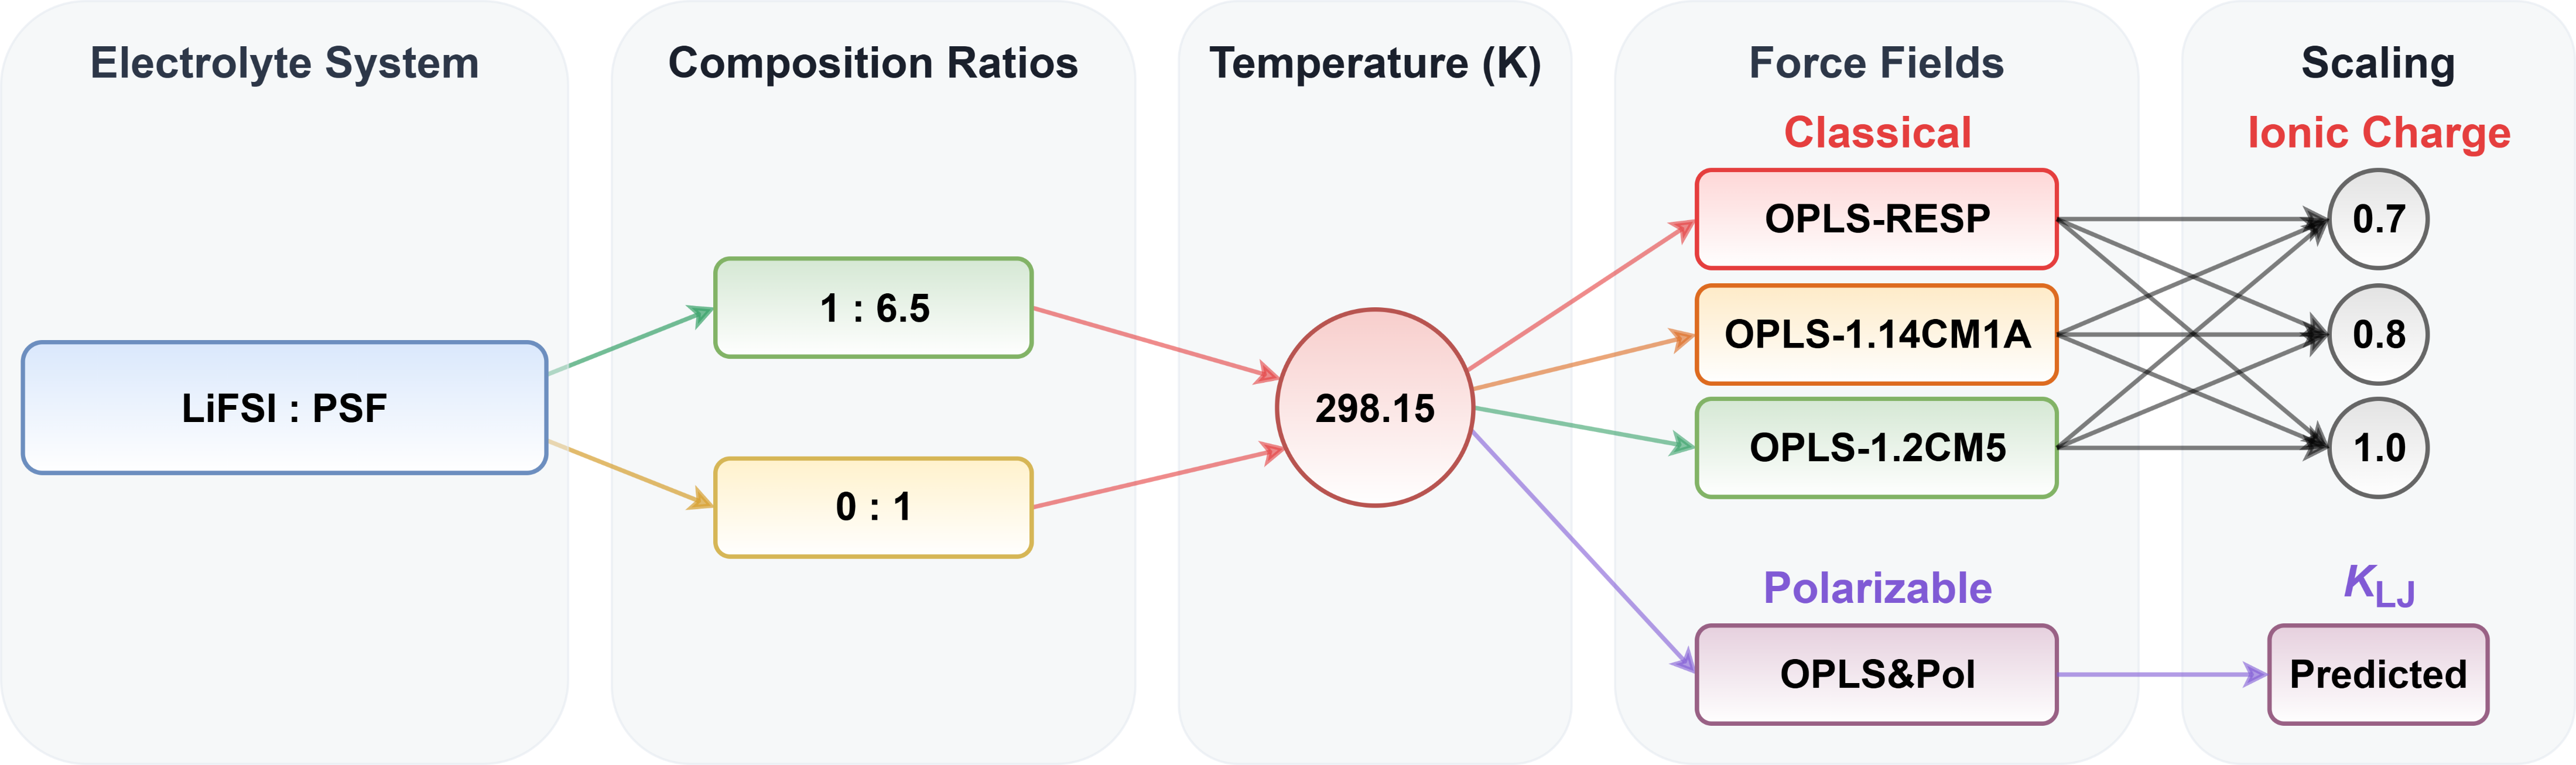 Electrolyte System
LiFSI : PSF
Composition Ratios
1 : 6.5
0 : 1
Temperature (K)
298.15
Force Fields
Classical
OPLS-RESP
OPLS-1.14CM1A
OPLS-1.2CM5
Polarizable
OPLS&Pol
Scaling
Ionic Charge
0.7
0.8
1.0
KLJ
Predicted